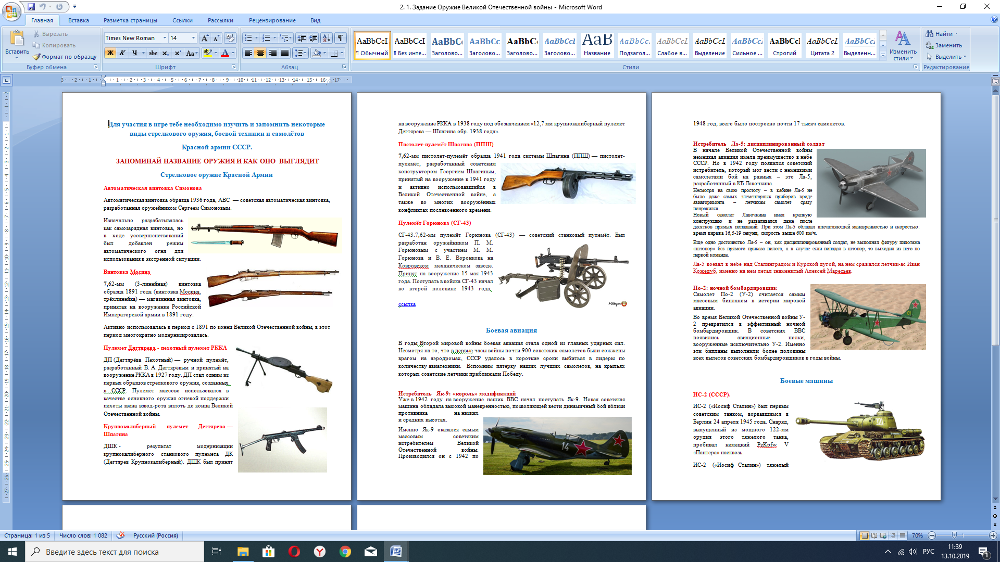 2. 1. Задание Оружие Великой Отечественной войны - Microsoft Word
Главная Вставка Разметка страницы Ссылки Рассылки Рецензирование Вид
Вставить
Вырезать
Копировать
Формат по образцу
Буфер обмена
Times New Roman 14
Шрифт
Абзац
AaBbCcI AaBbCcI AaBbCc AaBbCc AaBbCc AaBbCcI АаВ AaBbCcI AaBbCcI AaBbCcL AaBbCcI AaBbCcI AaBbCcL AaBbCcI
¶ Обычный ¶ Без инте... Заголово... Заголово... Заголово... Заголово... Название Подзагол... Слабое в... Выделение Сильное ... Строгий Цитата 2 Выделенн...
Стили
Изменить стили
Найти
Заменить
Выделить
Редактирование
Для участия в игре тебе необходимо изучить и запомнить некоторые
виды стрелкового оружия, боевой техники и самолётов
Красной армии СССР.
ЗАПОМИНАЙ НАЗВАНИЕ ОРУЖИЯ И КАК ОНО ВЫГЛЯДИТ
Стрелковое оружие Красной Армии
Автоматическая винтовка Симонова
Автоматическая винтовка образца 1936 года, АВС — советская автоматическая винтовка,
разработанная оружейником Сергеем Симоновым.
Изначально разрабатывалась
как самозарядная винтовка, но
в ходе усовершенствований
был добавлен режим
автоматического огня для
использования в экстренной ситуации.
Винтовка Мосина
7,62-мм (3-линейная) винтовка
образца 1891 года (винтовка Мосина,
трёхлинейка) — магазинная винтовка,
принятая на вооружение Российской
Императорской армии в 1891 году.
Активно использовалась в период с 1891 по конец Великой Отечественной войны, в этот
период многократно модернизировалась.
Пулемет Дягтярева - пехотный пулемет РККА
ДП (Дегтярёва Пехотный) — ручной пулемёт,
разработанный В. А. Дегтярёвым и принятый на
вооружение РККА в 1927 году. ДП стал одним из
первых образцов стрелкового оружия, созданных
в СССР. Пулемёт массово использовался в
качестве основного оружия огневой поддержки
пехоты звена взвод-рота вплоть до конца Великой
Отечественной войны.
Крупнокалиберный пулемет Дегтярева —
Шпагина
ДШК - результат модернизации
крупнокалиберного станкового пулемета ДК
(Дегтярев Крупнокалиберный). ДШК был принят
на вооружение РККА в 1938 году под обозначением «12,7 мм крупнокалиберный пулемет
Дегтярева — Шпагина обр. 1938 года».
Пистолет-пулемёт Шпагина (ППШ)
7,62-мм пистолет-пулемёт образца 1941 года системы Шпагина (ППШ) — пистолет-
пулемёт, разработанный советским
конструктором Георгием Шпагиным,
принятый на вооружение в 1941 году
и активно использовавшийся в
Великой Отечественной войне, а
также во многих вооружённых
конфликтах послевоенного времени.
Пулемёт Горюнова (СГ-43)
СГ-43.7,62-мм пулемёт Горюнова (СГ-43) — советский станковый пулемёт. Был
разработан оружейником П. М.
Горюновым с участием М. М.
Горюнова и В. Е. Воронкова на
Ковровском механическом заводе.
Принят на вооружение 15 мая 1943
года. Поступать в войска СГ-43 начал
во второй половине 1943 года.
ссылка
Боевая авиация
В годы Второй мировой войны боевая авиация стала одной из главных ударных сил.
Несмотря на то, что в первые часы войны почти 900 советских самолетов были сожжены
врагом на аэродромах, СССР удалось в короткие сроки выбиться в лидеры по
количеству авиатехники. Вспомним пятерку наших лучших самолетов, на крыльях
которых советские летчики приближали Победу.
Истребитель Як-9: «король» модификаций
Уже в 1942 году на вооружение наших ВВС начал поступать Як-9. Новая советская
машина обладала высокой маневренностью, позволяющей вести динамичный бой вблизи
противника на низких
и средних высотах.
Именно Як-9 оказался самым
массовым советским
истребителем Великой
Отечественной войны.
Производился он с 1942 по
14
1948 год, всего было построено почти 17 тысяч самолетов.
Истребитель Ла-5: дисциплинированный солдат
В начале Великой Отечественной войны
немецкая авиация имела преимущество в небе
СССР. Но в 1942 году появился советский
истребитель, который мог вести с немецкими
самолетами бой на равных – это Ла-5,
разработанный в КБ Лавочкина.
Несмотря на свою простоту – в кабине Ла-5 не
было даже самых элементарных приборов вроде
авиагоризонта – летчикам самолет сразу
понравился.
Новый самолет Лавочкина имел крепкую
конструкцию и не разваливался даже после
десятков прямых попаданий. При этом Ла-5 обладал впечатляющей маневренностью и скоростью:
время виража 16,5-19 секунд, скорость выше 600 км/ч.
Еще одно достоинство Ла-5 – он, как дисциплинированный солдат, не выполнял фигуру пилотажа
«штопор» без прямого приказа пилота, а в случае если попадал в штопор, то выходил из него по
первой команде.
Ла-5 воевал в небе над Сталинградом и Курской дугой, на нем сражался летчик-ас Иван
Кожедуб, именно на нем летал знаменитый Алексей Маресьев.
По-2: ночной бомбардировщик
Самолет По-2 (У-2) считается самым
массовым бипланом в истории мировой
авиации.
Во время Великой Отечественной войны У-
2 превратился в эффективный ночной
бомбардировщик. В советских ВВС
появились авиационные полки,
вооруженные исключительно У-2. Именно
эти бипланы выполнили более половины
всех вылетов советских бомбардировщиков в годы войны.
Боевые машины
ИС-2 (СССР).
ИС-2 («Иосиф Сталин») был первым
советским танком, ворвавшимся в
Берлин 24 апреля 1945 года. Снаряд,
выпущенный из мощного 122-мм
орудия этого тяжелого танка,
пробивал немецкий PzKpfw V
«Пантера» насквозь.
ИС-2 («Иосиф Сталин») тяжелый
301
Страница: 1 из 5 Число слов: 1 082 Русский (Россия) 70%
Введите здесь текст для поиска
РУС
11:39
13.10.2019